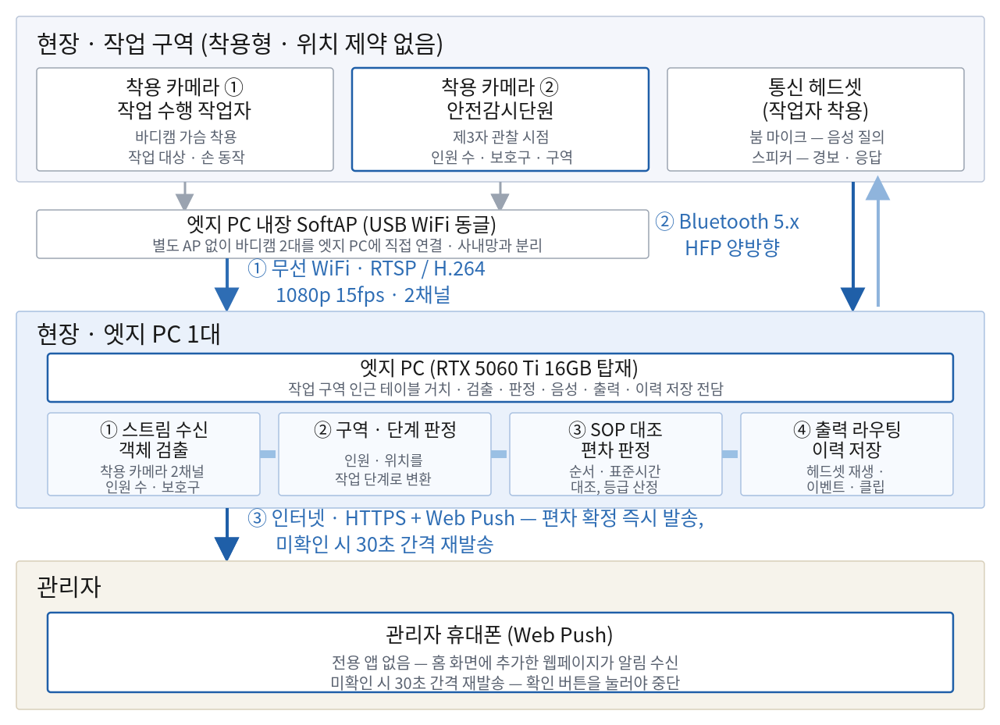 현장 · 작업 구역 (착용형 · 위치 제약 없음)
착용 카메라 ①
작업 수행 작업자
바디캠 가슴 착용
작업 대상 · 손 동작
착용 카메라 ②
안전감시단원
제3자 관찰 시점
인원 수 · 보호구 · 구역
통신 헤드셋
(작업자 착용)
붐 마이크 — 음성 질의
스피커 — 경보 · 응답
엣지 PC 내장 SoftAP (USB WiFi 동글)
별도 AP 없이 바디캠 2대를 엣지 PC에 직접 연결 · 사내망과 분리
② Bluetooth 5.x
HFP 양방향
① 무선 WiFi · RTSP / H.264
1080p 15fps · 2채널
현장 · 엣지 PC 1대
엣지 PC (RTX 5060 Ti 16GB 탑재)
작업 구역 인근 테이블 거치 · 검출 · 판정 · 음성 · 출력 · 이력 저장 전담
① 스트림 수신
객체 검출
착용 카메라 2채널
인원 수 · 보호구
② 구역 · 단계 판정
인원 · 위치를
작업 단계로 변환
③ SOP 대조
편차 판정
순서 · 표준시간
대조, 등급 산정
④ 출력 라우팅
이력 저장
헤드셋 재생 ·
이벤트 · 클립
③ 인터넷 · HTTPS + Web Push — 편차 확정 즉시 발송,
미확인 시 30초 간격 재발송
관리자
관리자 휴대폰 (Web Push)
전용 앱 없음 — 홈 화면에 추가한 웹페이지가 알림 수신
미확인 시 30초 간격 재발송 — 확인 버튼을 눌러야 중단